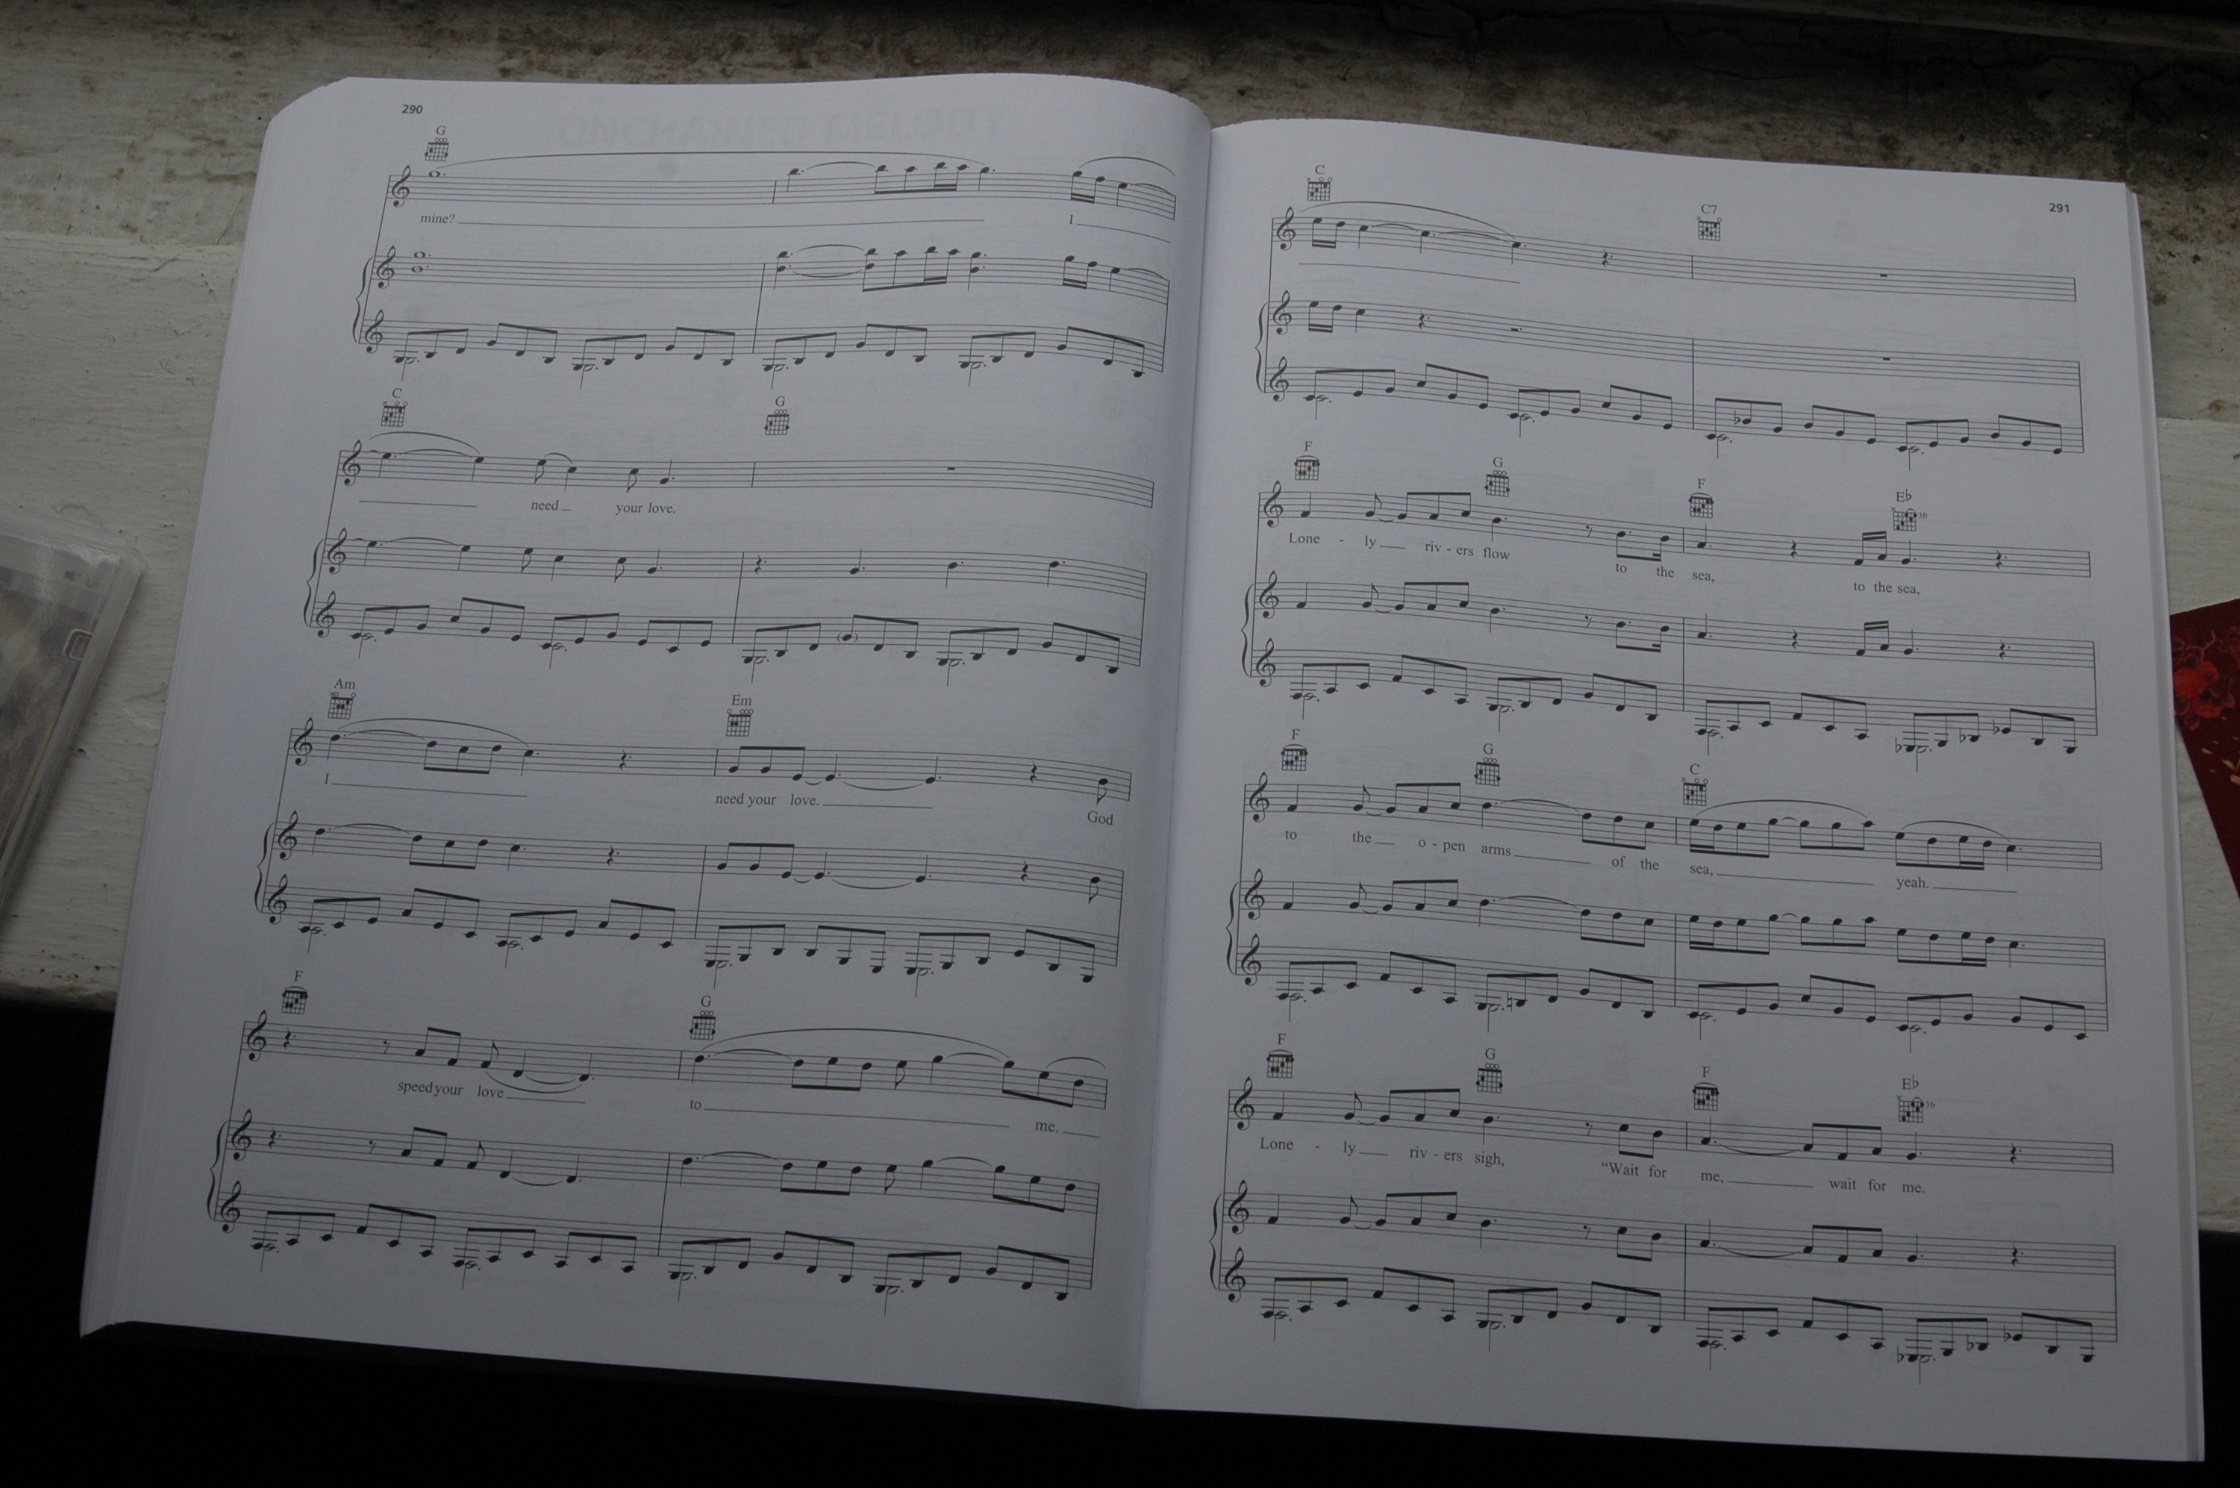 290
UNCHAINED MELODY
G
mine? I
C G
need your love.
Am Em
I need your love. God
F G
speed your love to me.
291
C C7
F G F E♭
3fr
Lone - ly riv - ers flow to the sea, to the sea,
F G C
to the o - pen arms of the sea, yeah.
F G F E♭
3fr
Lone - ly riv - ers sigh, “Wait for me, wait for me.